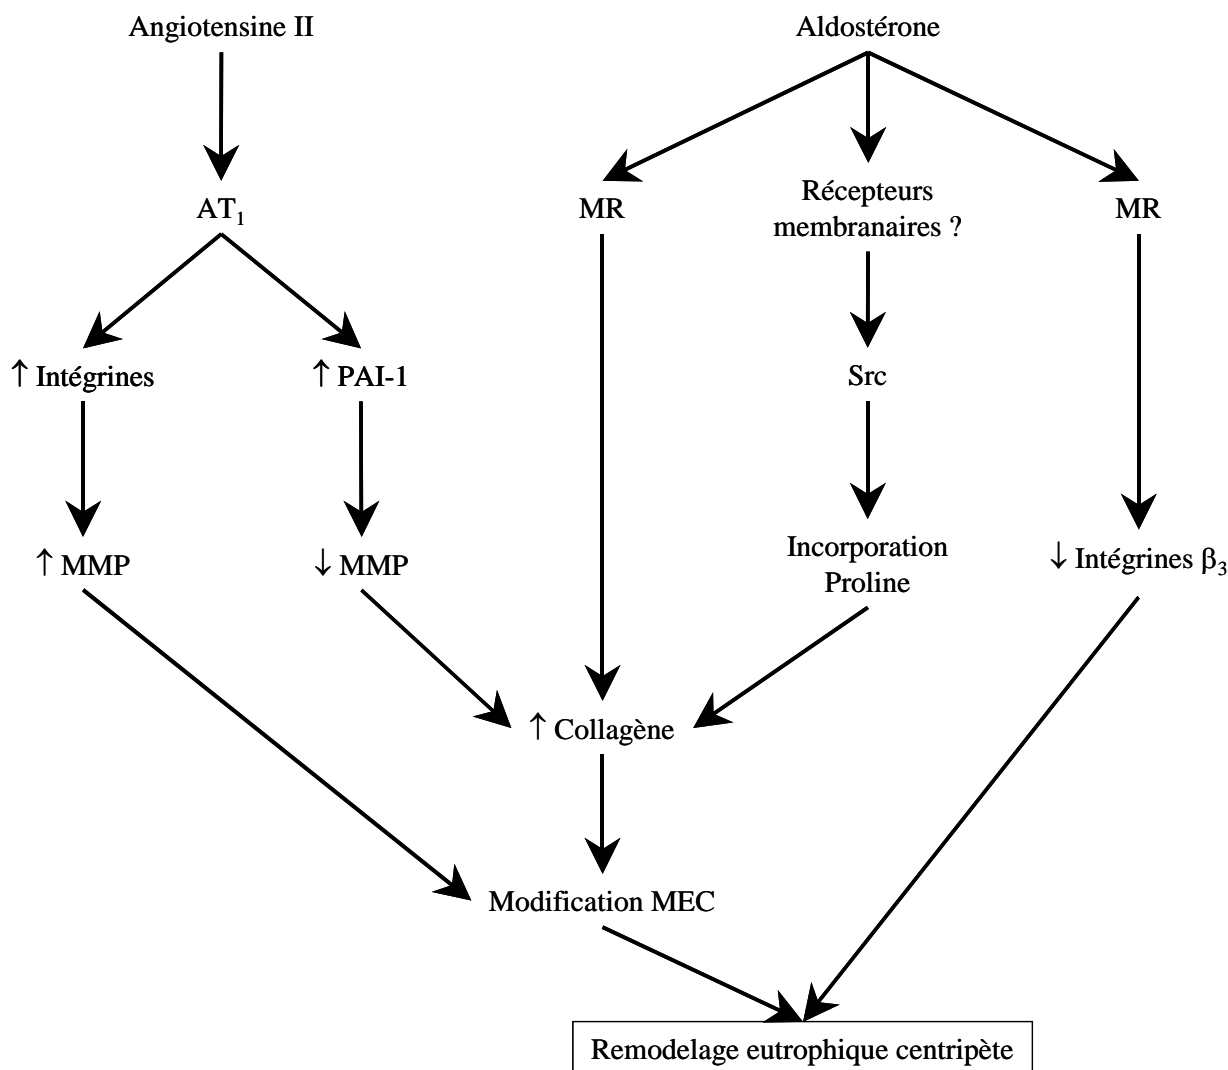 Angiotensine II
Aldostérone
AT₁
MR
Récepteurs
membranaires ?
MR
↑ Intégrines
↑ PAI-1
Src
↑ MMP
↓ MMP
Incorporation
Proline
↓ Intégrines β₃
↑ Collagène
Modification MEC
Remodelage eutrophique centripète